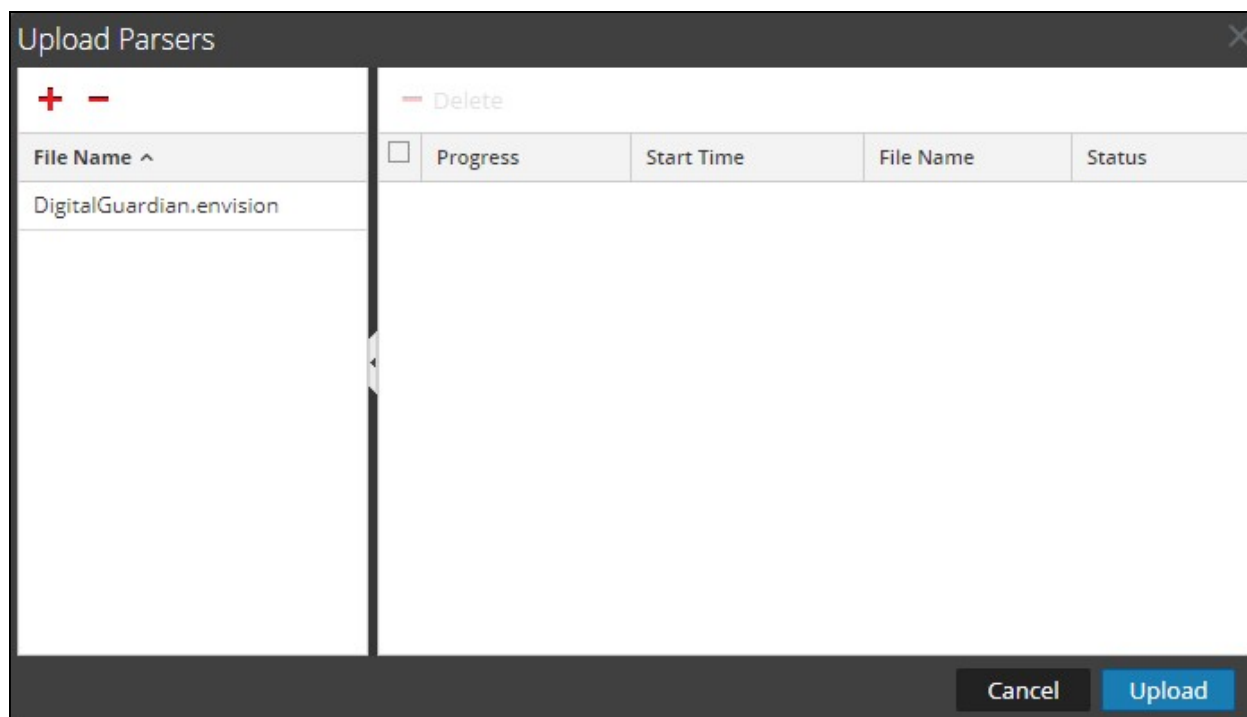 Upload Parsers
Delete
File Name Progress Start Time File Name Status
DigitalGuardian.envision
Cancel Upload